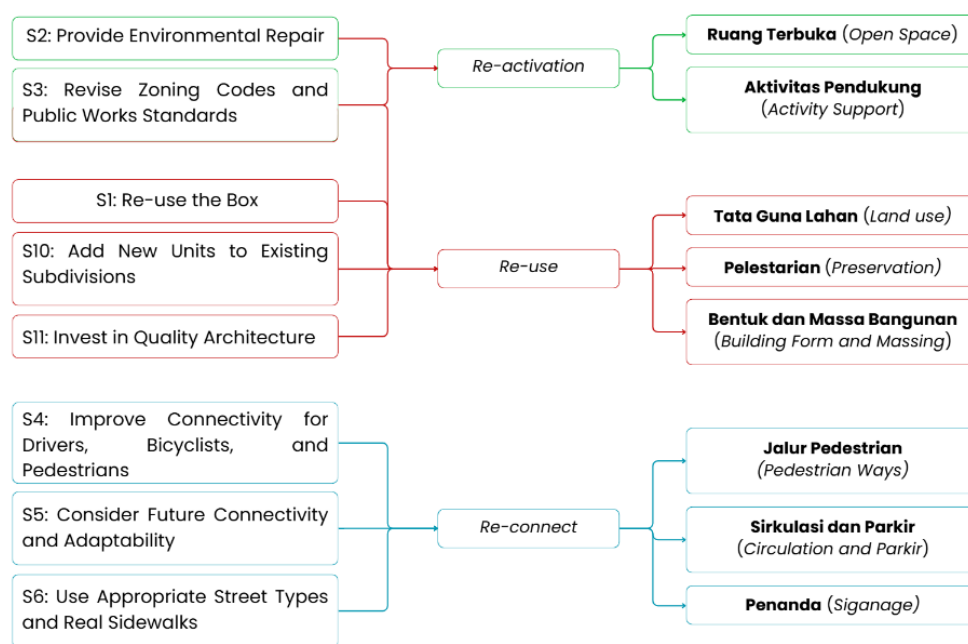 S2: Provide Environmental Repair
S3: Revise Zoning Codes and
Public Works Standards
S1: Re-use the Box
S10: Add New Units to Existing
Subdivisions
S11: Invest in Quality Architecture
S4: Improve Connectivity for
Drivers, Bicyclists, and
Pedestrians
S5: Consider Future Connectivity
and Adaptability
S6: Use Appropriate Street Types
and Real Sidewalks
Re-activation
Re-use
Re-connect
Ruang Terbuka (Open Space)
Aktivitas Pendukung
(Activity Support)
Tata Guna Lahan (Land use)
Pelestarian (Preservation)
Bentuk dan Massa Bangunan
(Building Form and Massing)
Jalur Pedestrian
(Pedestrian Ways)
Sirkulasi dan Parkir
(Circulation and Parkir)
Penanda (Siganage)